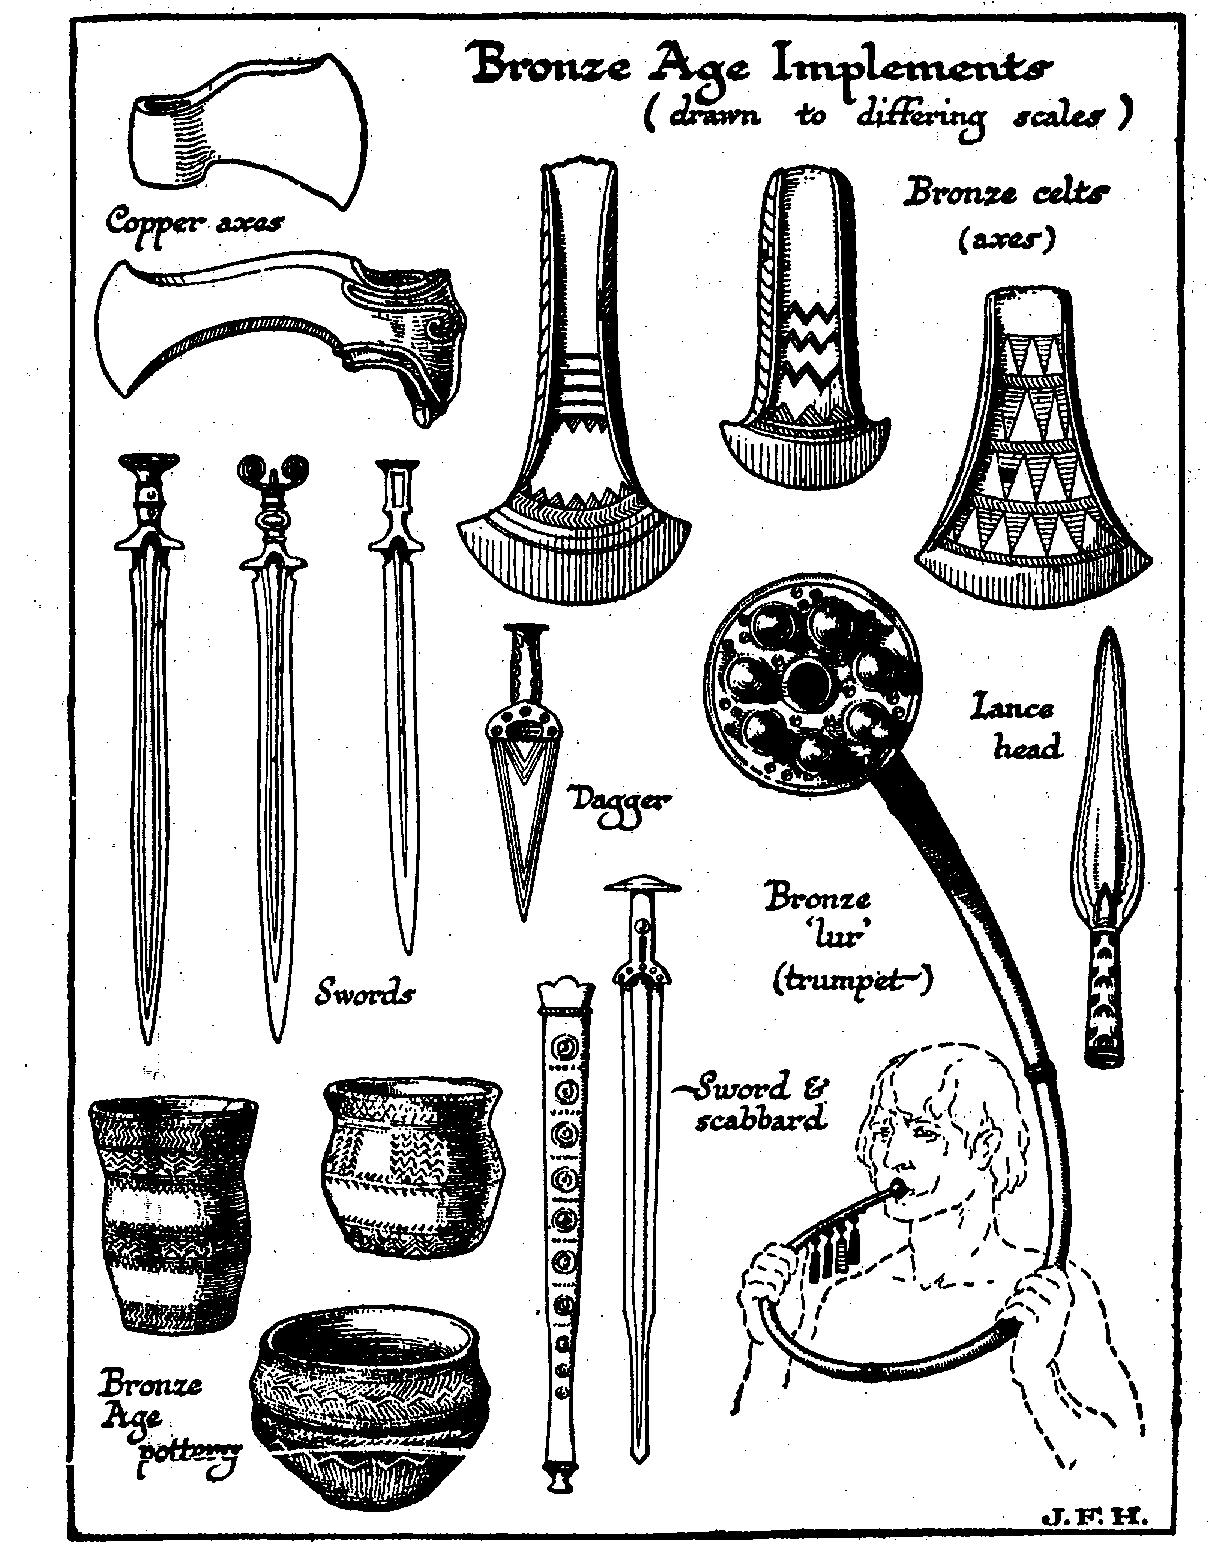 Bronze Age Implements
(drawn to differing scales)
Copper axes
Bronze celts
(axes)
Lance
head
Dagger
Bronze
'lur'
(trumpet)
Swords
Sword &
scabbard
Bronze
Age
pottery
J. F. H.